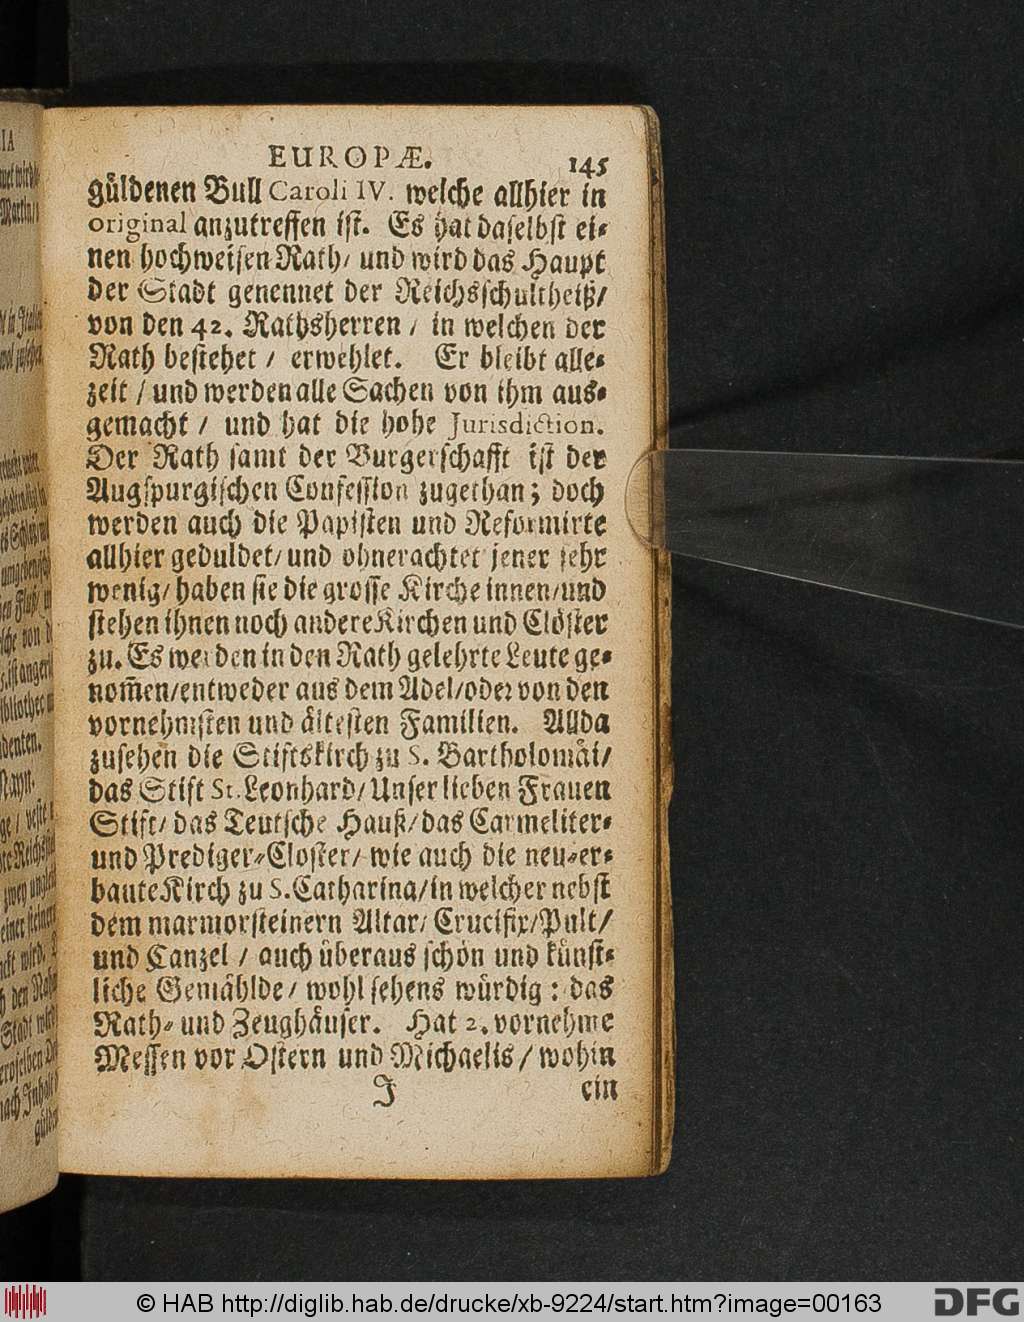 EUROPÆ. 145
güldenen Bull Caroli IV. welche allhier in
original anzutreffen ist. Es hat daselbst ei-
nen hochweisen Rath/ und wird das Haupt
der Stadt genennet der Reichsschultheiß/
von den 42. Rathsherren / in welchen der
Rath bestehet / erwehlet. Er bleibt alle-
zeit / und werden alle Sachen von ihm aus-
gemacht / und hat die hohe Jurisdiction.
Der Rath samt der Burgerschafft ist der
Augspurgischen Confession zugethan; doch
werden auch die Papisten und Reformirte
allhier geduldet/ und ohnerachtet jener sehr
wenig/ haben sie die grosse Kirche innen/und
stehen ihnen noch andere Kirchen und Clöster
zu. Es werden in den Rath gelehrte Leute ge-
nom̃en/entweder aus dem Adel/oder von den
vornehmsten und ältesten Familien. Allda
zusehen die Stiftskirch zu S. Bartholomäi/
das Stift St. Leonhard/ Unser lieben Frauen
Stift/ das Teutsche Hauß/das Carmeliter-
und Prediger-Closter/ wie auch die neu-er-
baute Kirch zu S. Catharina/in welcher nebst
dem marmorsteinern Altar/ Crucifix/Pult/
und Canzel / auch überaus schön und künst-
liche Gemählde/ wohl sehens würdig: das
Rath- und Zeughäuser. Hat 2. vornehme
Messen vor Ostern und Michaelis/ wohin
J ein
© HAB http://diglib.hab.de/drucke/xb-9224/start.htm?image=00163
DFG